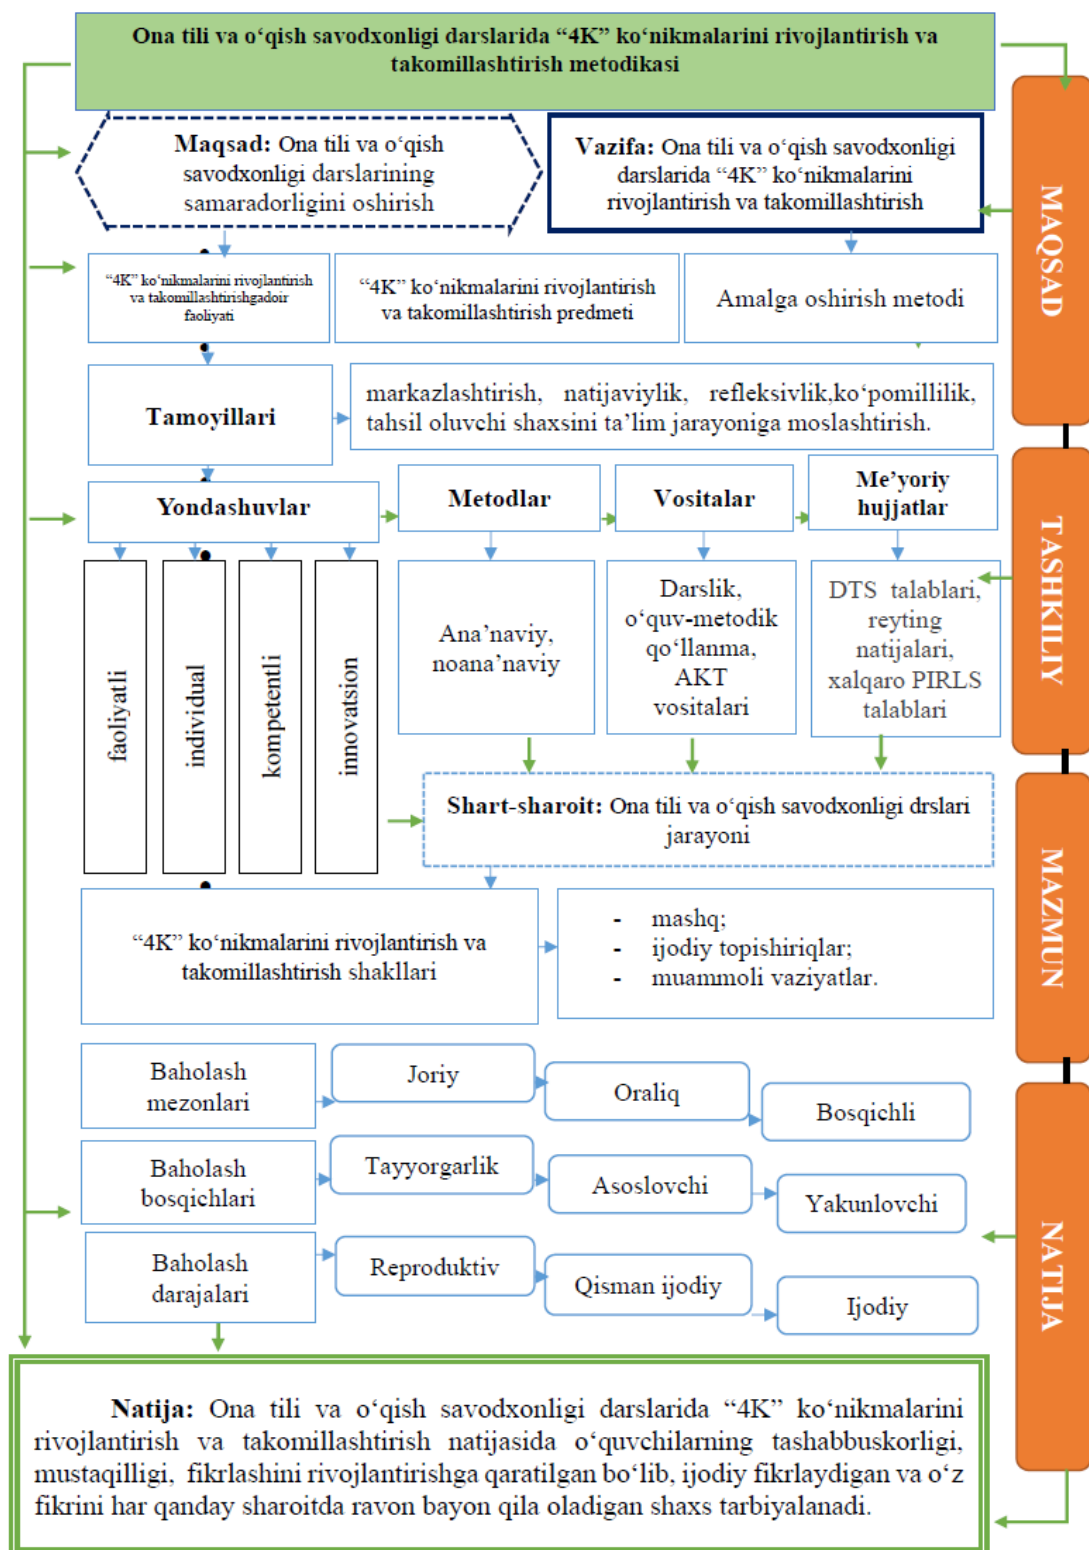 Ona tili va o‘qish savodxonligi darslarida “4K” ko‘nikmalarini rivojlantirish va
takomillashtirish metodikasi
Maqsad: Ona tili va o‘qish
savodxonligi darslarining
samaradorligini oshirish
Vazifa: Ona tili va o‘qish savodxonligi
darslarida “4K” ko‘nikmalarini
rivojlantirish va takomillashtirish
MAQSAD
“4K” ko‘nikmalarini rivojlantirish
va takomillashtirishgadoir
faoliyati
“4K” ko‘nikmalarini rivojlantirish
va takomillashtirish predmeti
Amalga oshirish metodi
Tamoyillari
markazlashtirish, natijaviylik, refleksivlik,ko‘pomillilik,
tahsil oluvchi shaxsini ta’lim jarayoniga moslashtirish.
Yondashuvlar
Metodlar
Vositalar
Me’yoriy
hujjatlar
TASHKILIY
faoliyatli
individual
kompetentli
innovatsion
Ana’naviy,
noana’naviy
Darslik,
o‘quv-metodik
qo‘llanma,
AKT
vositalari
DTS talablari,
reyting
natijalari,
xalqaro PIRLS
talablari
Shart-sharoit: Ona tili va o‘qish savodxonligi drslari
jarayoni
MAZMUN
“4K” ko‘nikmalarini rivojlantirish va
takomillashtirish shakllari
- mashq;
- ijodiy topishiriqlar;
- muammoli vaziyatlar.
Baholash
mezonlari
Joriy
Oraliq
Bosqichli
Baholash
bosqichlari
Tayyorgarlik
Asoslovchi
Yakunlovchi
NATIJA
Baholash
darajalari
Reproduktiv
Qisman ijodiy
Ijodiy
Natija: Ona tili va o‘qish savodxonligi darslarida “4K” ko‘nikmalarini
rivojlantirish va takomillashtirish natijasida o‘quvchilarning tashabbuskorligi,
mustaqilligi, fikrlashini rivojlantirishga qaratilgan bo‘lib, ijodiy fikrlaydigan va o‘z
fikrini har qanday sharoitda ravon bayon qila oladigan shaxs tarbiyalanadi.